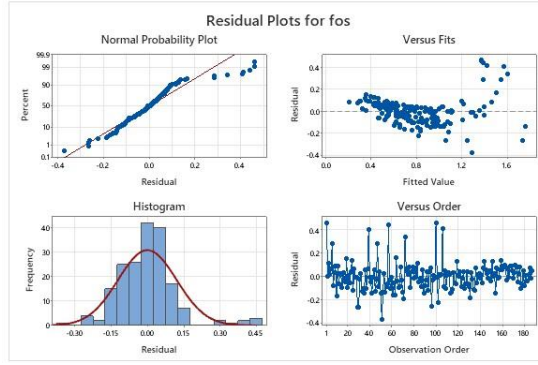 Residual Plots for fos
Normal Probability Plot
99.9
99
90
50
10
1
0.1
Percent
-0.4 -0.2 0.0 0.2 0.4
Residual
Versus Fits
0.4
0.2
0.0
-0.2
-0.4
Residual
0.0 0.4 0.8 1.2 1.6
Fitted Value
Histogram
40
30
20
10
0
Frequency
-0.30 -0.15 0.00 0.15 0.30 0.45
Residual
Versus Order
0.4
0.2
0.0
-0.2
-0.4
Residual
1 20 40 60 80 100 120 140 160 180
Observation Order